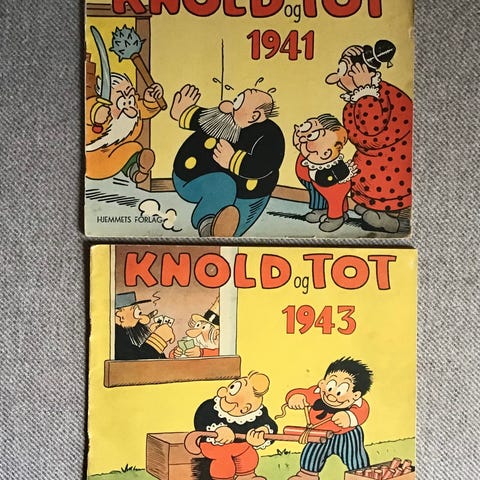 KNOLD og TOT
1941
HJEMMETS FORLAG
KNOLD og TOT
1943